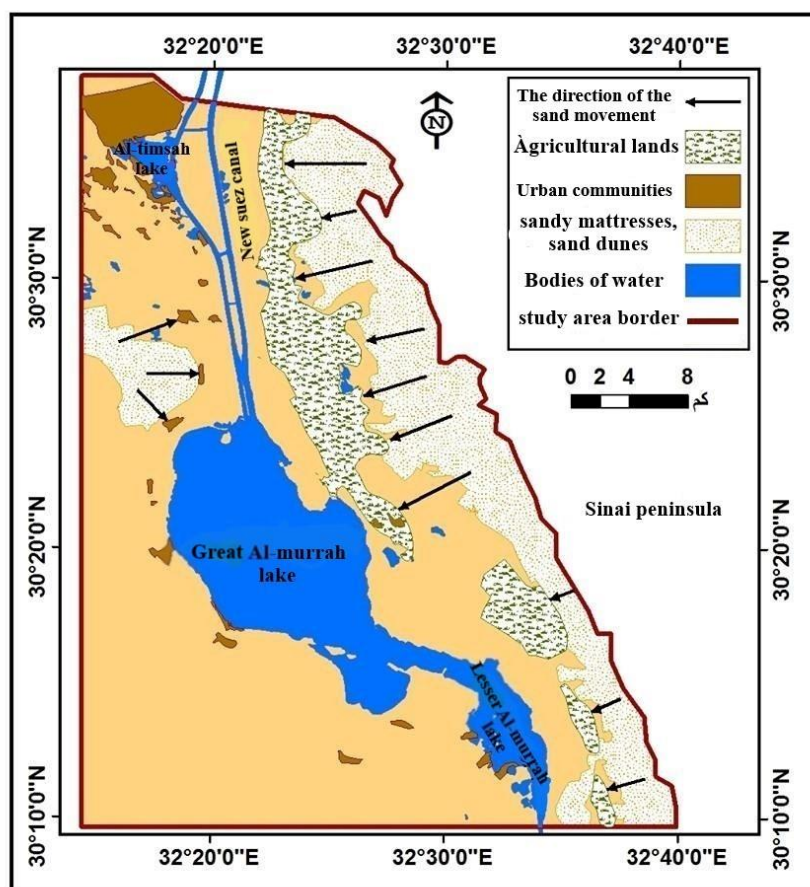 32°20'0"E
32°30'0"E
32°40'0"E
The direction of the
sand movement
Àgricultural lands
Urban communities
sandy mattresses,
sand dunes
Bodies of water
study area border
0 2 4 8
كم
N
Al-timsah
lake
New suez canal
30°30'0"N
30°30'0"N
Sinai peninsula
Great Al-murrah
lake
30°20'0"N
30°20'0"N
Lesser Al-murrah
lake
30°10'0"N
30°10'0"N
32°20'0"E
32°30'0"E
32°40'0"E